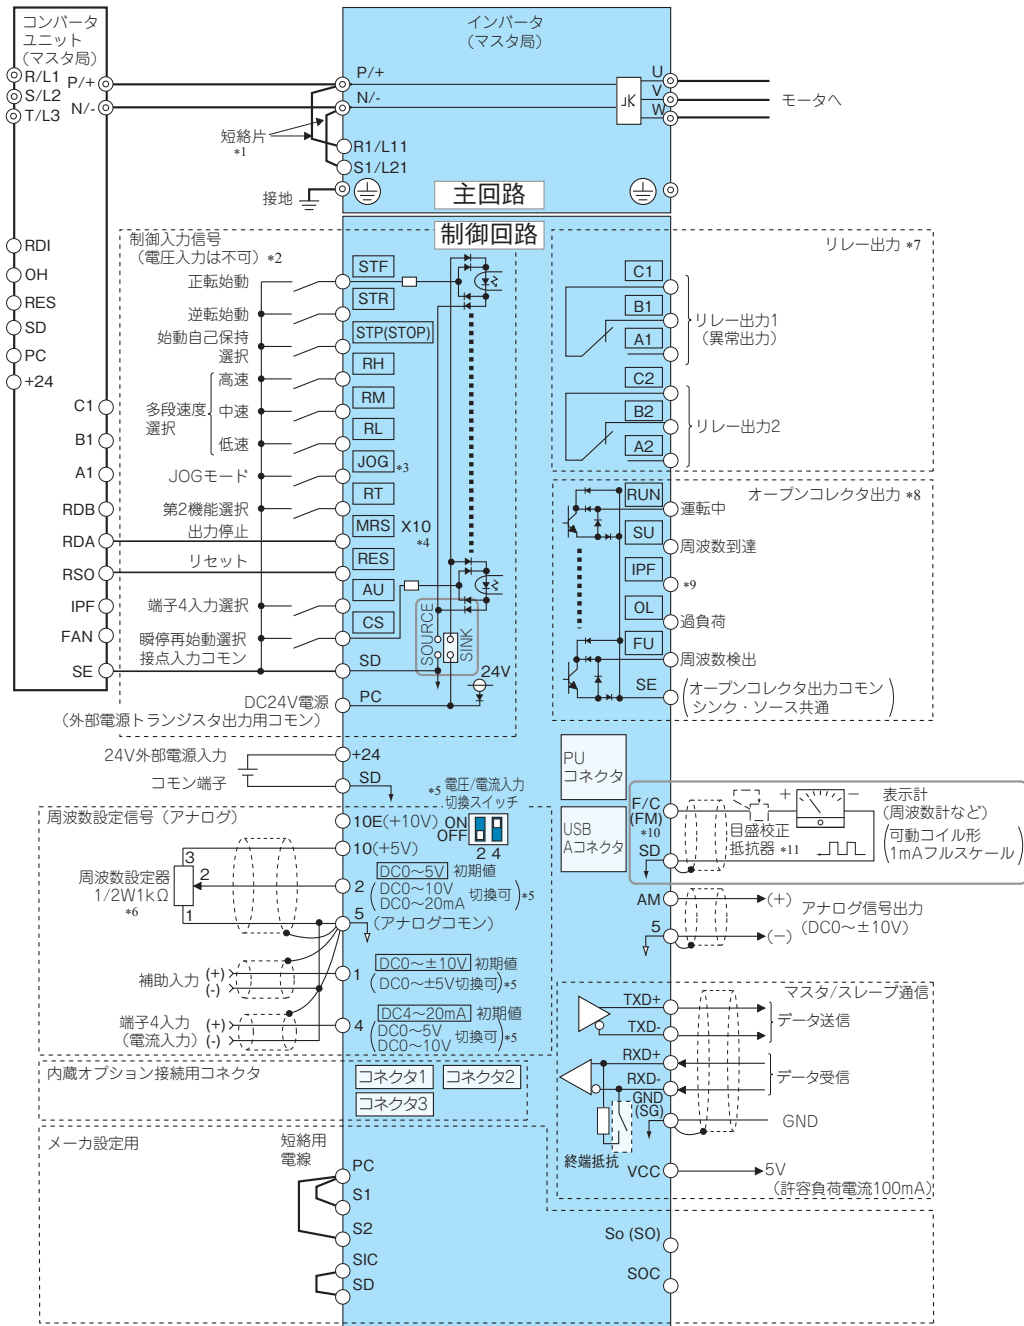 コンバータ
ユニット
(マスタ局)
R/L1
S/L2
T/L3
P/+
N/-
インバータ
(マスタ局)
P/+
N/-
R1/L11
S1/L21
短絡片
*1
接地
主回路
U
V
W
モータへ
RDI
OH
RES
SD
PC
+24
C1
B1
A1
RDB
RDA
RSO
IPF
FAN
SE
制御回路
制御入力信号
(電圧入力は不可) *2
正転始動
逆転始動
始動自己保持
選択
多段速度
選択
高速
中速
低速
JOGモード
第2機能選択
出力停止
リセット
端子4入力選択
瞬停再始動選択
接点入力コモン
DC24V電源
(外部電源トランジスタ出力用コモン)
STF
STR
STP(STOP)
RH
RM
RL
JOG *3
RT
MRS X10
*4
RES
AU
CS
SD
PC
SOURCE
SINK
24V
リレー出力 *7
C1
B1
A1
リレー出力1
(異常出力)
C2
B2
A2
リレー出力2
オープンコレクタ出力 *8
RUN
運転中
SU
周波数到達
IPF
*9
OL
過負荷
FU
周波数検出
SE
(オープンコレクタ出力コモン
シンク・ソース共通)
24V外部電源入力
コモン端子
+24
SD
*5 電圧/電流入力
切換スイッチ
ON
OFF
2 4
周波数設定信号 (アナログ)
10E(+10V)
10(+5V)
3
2
1
周波数設定器
1/2W1kΩ
*6
2
DC0～5V 初期値
(DC0～10V
DC0～20mA 切換可) *5
5
(アナログコモン)
補助入力 (+)
(-)
1
DC0～±10V 初期値
(DC0～±5V切換可) *5
端子4入力 (+)
(電流入力) (-)
4
DC4～20mA 初期値
(DC0～5V
DC0～10V 切換可) *5
PU
コネクタ
USB
Aコネクタ
F/C
(FM)
*10
SD
+
−
目盛校正
抵抗器 *11
表示計
(周波数計など)
(可動コイル形
1mAフルスケール)
AM
5
(+)
(−)
アナログ信号出力
(DC0～±10V)
マスタ/スレーブ通信
TXD+
TXD-
データ送信
RXD+
RXD-
データ受信
GND
(SG)
GND
終端抵抗
VCC
5V
(許容負荷電流100mA)
内蔵オプション接続用コネクタ
コネクタ1
コネクタ2
コネクタ3
メーカ設定用
短絡用
電線
PC
S1
S2
SIC
SD
So (SO)
SOC